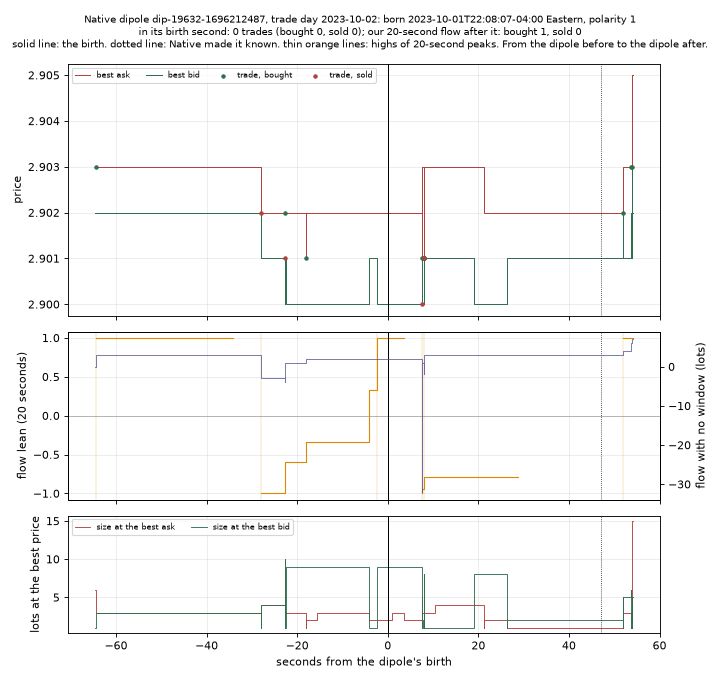 Native dipole dip-19632-1696212487, trade day 2023-10-02: born 2023-10-01T22:08:07-04:00 Eastern, polarity 1
in its birth second: 0 trades (bought 0, sold 0); our 20-second flow after it: bought 1, sold 0
solid line: the birth. dotted line: Native made it known. thin orange lines: highs of 20-second peaks. From the dipole before to the dipole after.
best ask best bid trade, bought trade, sold
2.905
2.904
2.903
2.902
2.901
2.900
price
1.0
0.5
0.0
−0.5
−1.0
flow lean (20 seconds)
0
−10
−20
−30
flow with no window (lots)
size at the best ask size at the best bid
15
10
5
lots at the best price
−60 −40 −20 0 20 40 60
seconds from the dipole's birth